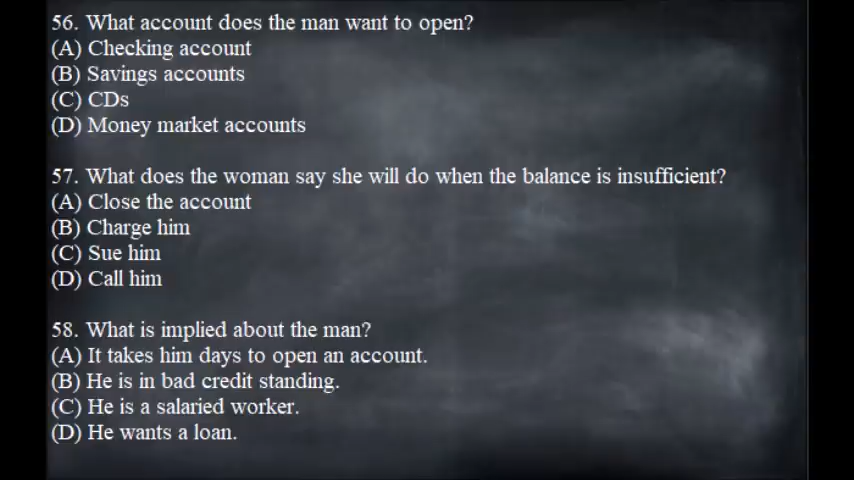 56. What account does the man want to open?
(A) Checking account
(B) Savings accounts
(C) CDs
(D) Money market accounts
57. What does the woman say she will do when the balance is insufficient?
(A) Close the account
(B) Charge him
(C) Sue him
(D) Call him
58. What is implied about the man?
(A) It takes him days to open an account.
(B) He is in bad credit standing.
(C) He is a salaried worker.
(D) He wants a loan.